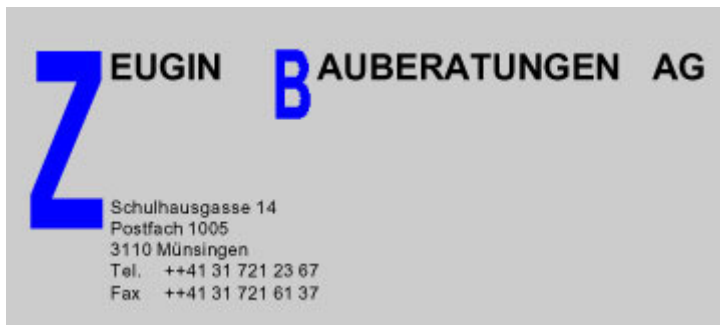 ZEUGIN BAUBERATUNGEN AG
Schulhausgasse 14
Postfach 1005
3110 Münsingen
Tel. ++41 31 721 23 67
Fax ++41 31 721 61 37